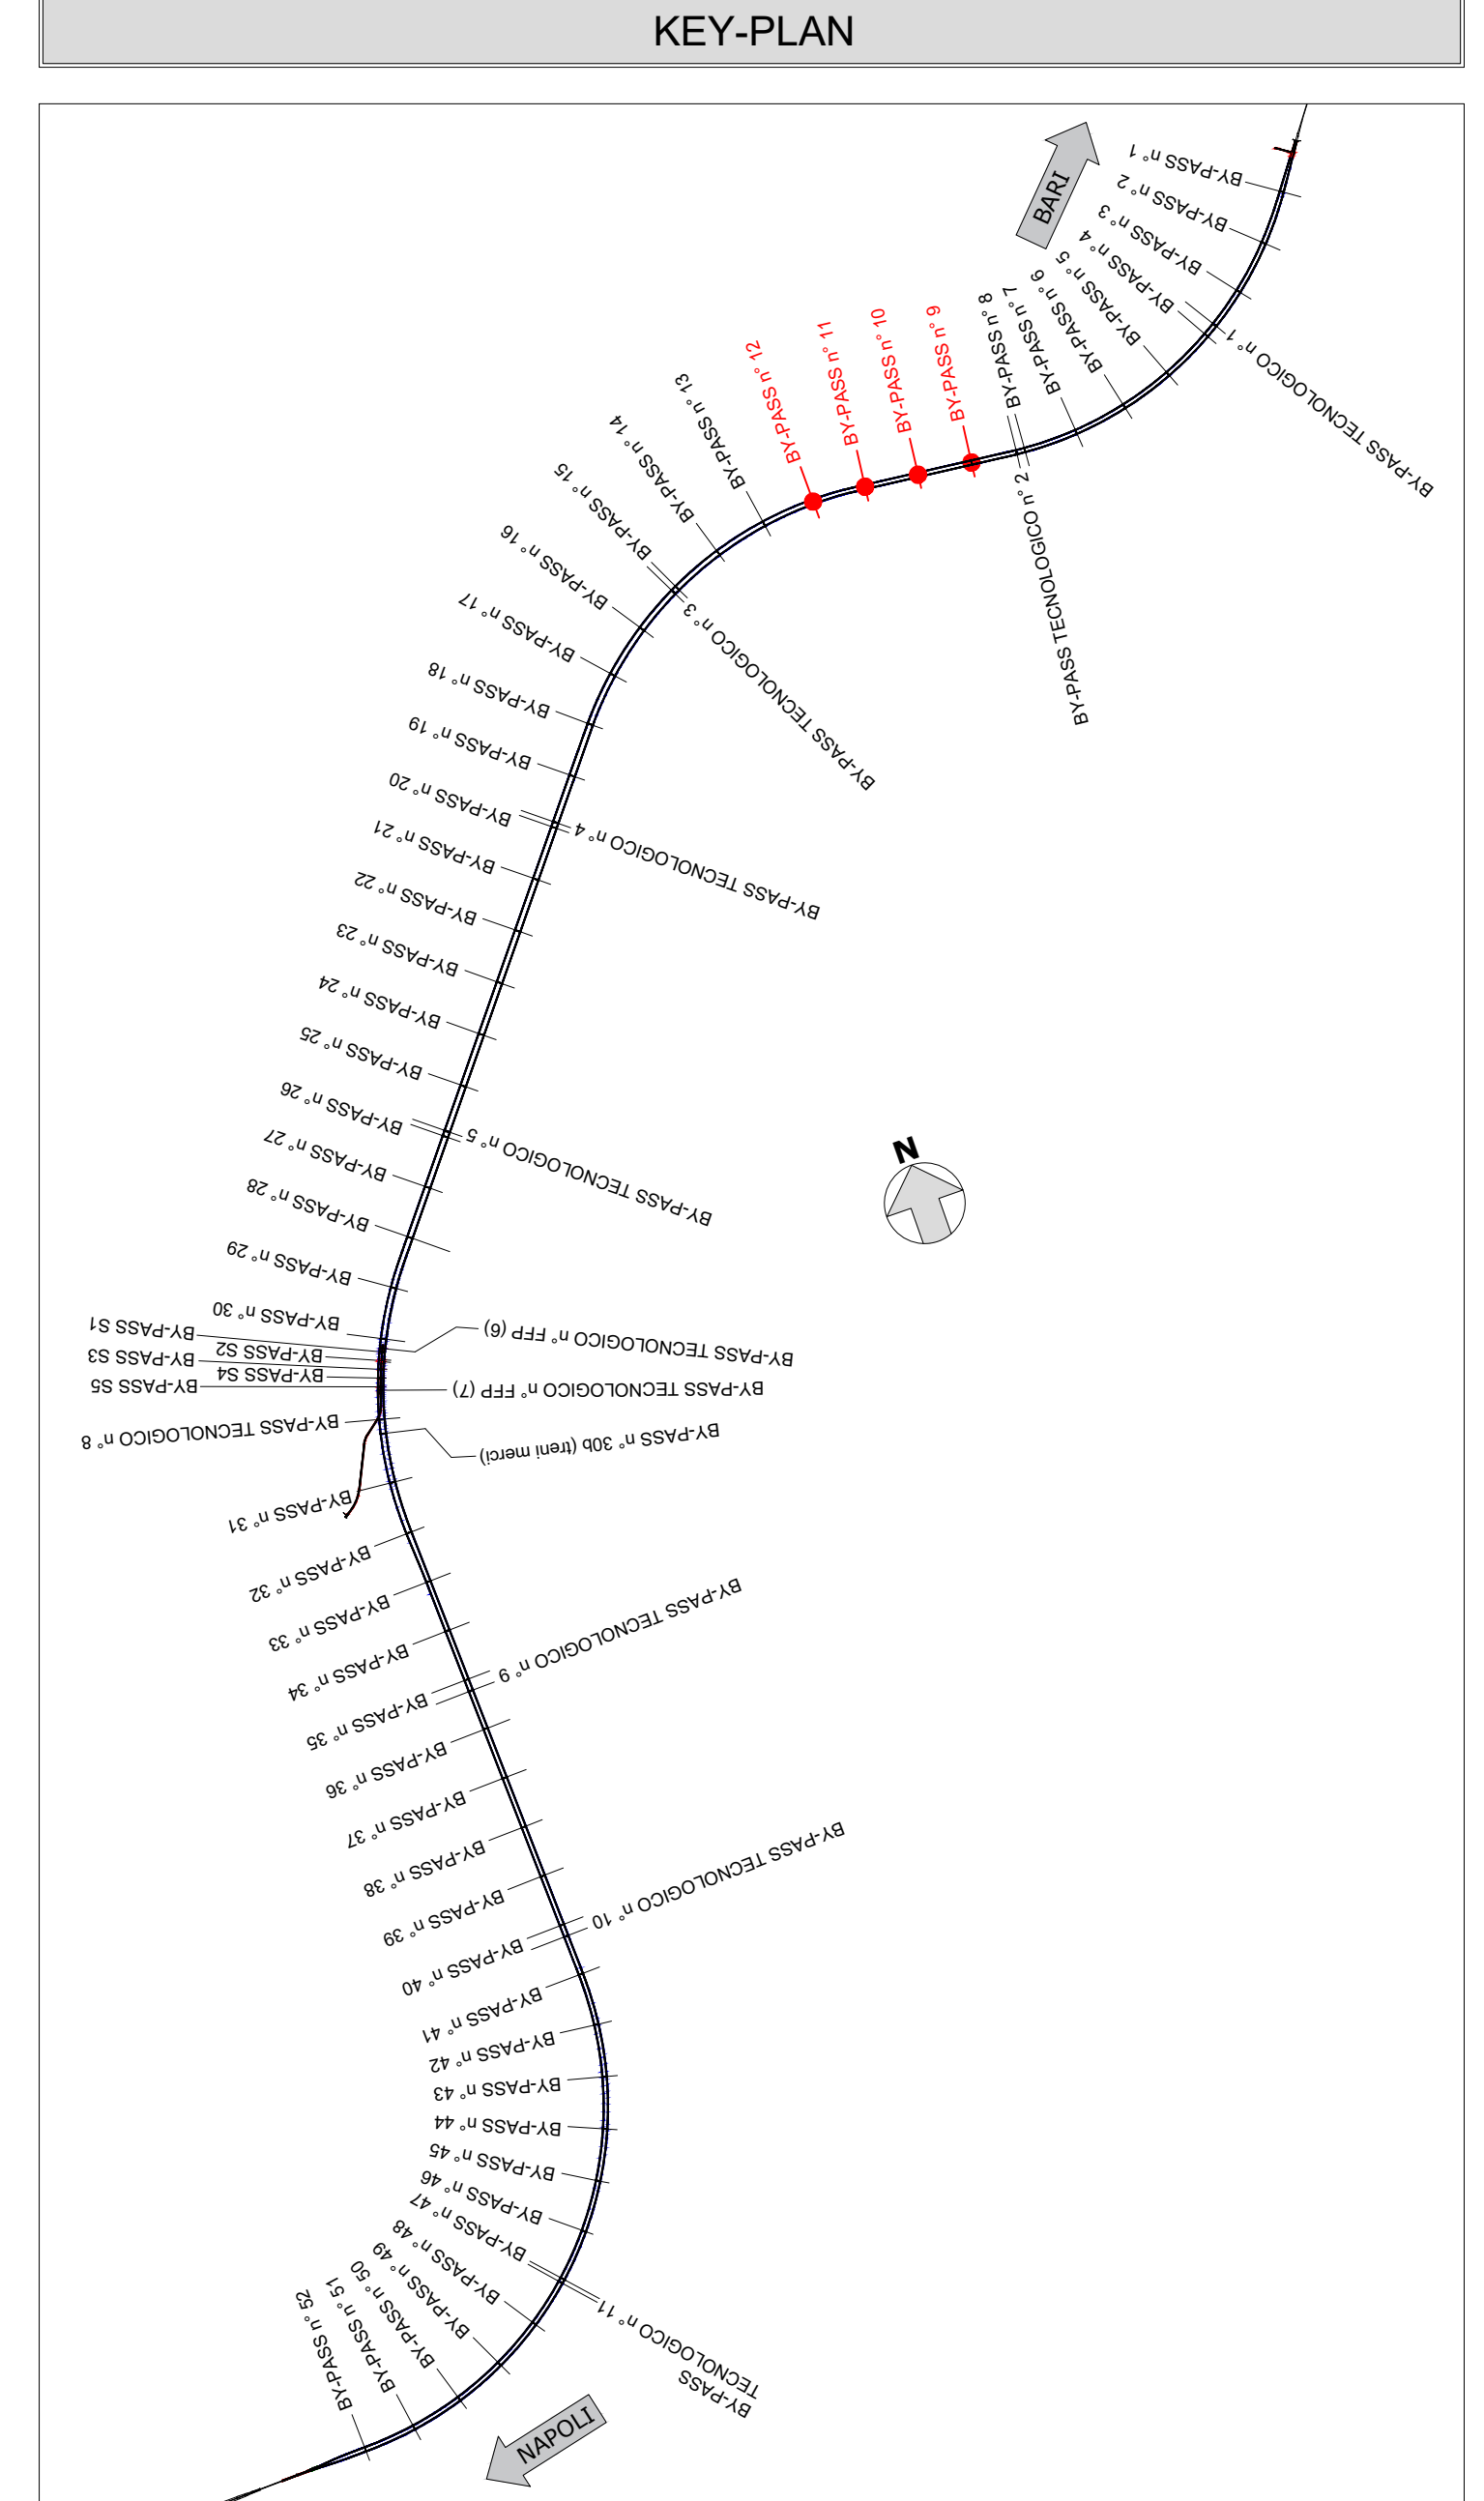 KEY-PLAN
BARI
BY-PASS n° 1
BY-PASS n° 2
BY-PASS n° 3
BY-PASS n° 4
BY-PASS TECNOLOGICO n° 1
BY-PASS n° 5
BY-PASS n° 6
BY-PASS n° 7
BY-PASS n° 8
BY-PASS TECNOLOGICO n° 2
BY-PASS n° 9
BY-PASS n° 10
BY-PASS n° 11
BY-PASS n° 12
BY-PASS n° 13
BY-PASS n° 14
BY-PASS n° 15
BY-PASS TECNOLOGICO n° 3
BY-PASS n° 16
BY-PASS n° 17
BY-PASS n° 18
BY-PASS n° 19
BY-PASS n° 20
BY-PASS TECNOLOGICO n° 4
BY-PASS n° 21
BY-PASS n° 22
BY-PASS n° 23
BY-PASS n° 24
BY-PASS n° 25
BY-PASS n° 26
BY-PASS TECNOLOGICO n° 5
N
BY-PASS n° 27
BY-PASS n° 28
BY-PASS n° 29
BY-PASS n° 30
BY-PASS S1
BY-PASS TECNOLOGICO n° FFP (6)
BY-PASS S2
BY-PASS S3
BY-PASS S4
BY-PASS S5
BY-PASS TECNOLOGICO n° FFP (7)
BY-PASS TECNOLOGICO n° 8
BY-PASS n° 30b (treni merci)
BY-PASS n° 31
BY-PASS n° 32
BY-PASS n° 33
BY-PASS n° 34
BY-PASS n° 35
BY-PASS TECNOLOGICO n° 9
BY-PASS n° 36
BY-PASS n° 37
BY-PASS n° 38
BY-PASS n° 39
BY-PASS n° 40
BY-PASS TECNOLOGICO n° 10
BY-PASS n° 41
BY-PASS n° 42
BY-PASS n° 43
BY-PASS n° 44
BY-PASS n° 45
BY-PASS n° 46
BY-PASS n° 47
BY-PASS
TECNOLOGICO n° 11
BY-PASS n° 48
BY-PASS n° 49
BY-PASS n° 50
BY-PASS n° 51
BY-PASS n° 52
NAPOLI